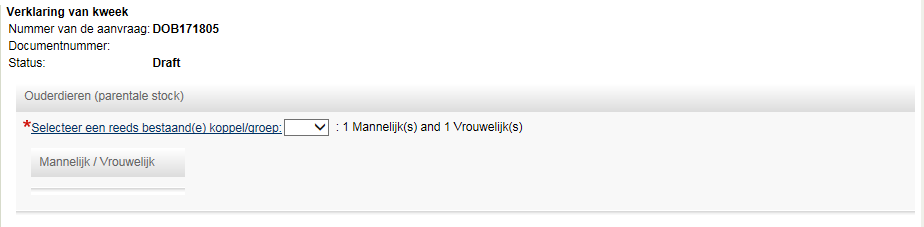 Verklaring van kweek
Nummer van de aanvraag: DOB171805
Documentnummer:
Status: Draft
Ouderdieren (parentale stock)
*Selecteer een reeds bestaand(e) koppel/groep: : 1 Mannelijk(s) and 1 Vrouwelijk(s)
Mannelijk / Vrouwelijk